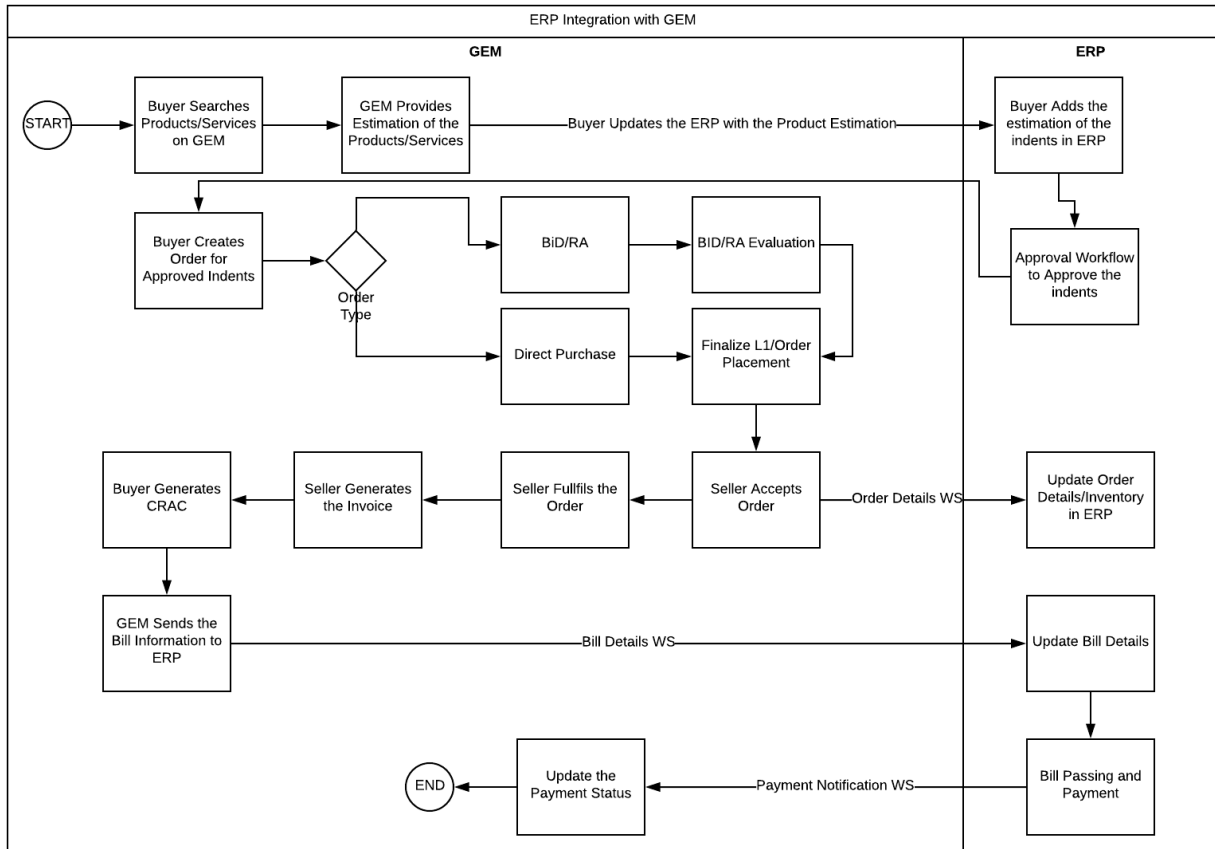 ERP Integration with GEM
GEM
ERP
START
Buyer Searches
Products/Services
on GEM
GEM Provides
Estimation of the
Products/Services
Buyer Updates the ERP with the Product Estimation
Buyer Adds the
estimation of the
indents in ERP
Buyer Creates
Order for
Approved Indents
Order
Type
BiD/RA
BID/RA Evaluation
Approval Workflow
to Approve the
indents
Direct Purchase
Finalize L1/Order
Placement
Buyer Generates
CRAC
Seller Generates
the Invoice
Seller Fullfils the
Order
Seller Accepts
Order
Order Details WS
Update Order
Details/Inventory
in ERP
GEM Sends the
Bill Information to
ERP
Bill Details WS
Update Bill Details
END
Update the
Payment Status
Payment Notification WS
Bill Passing and
Payment